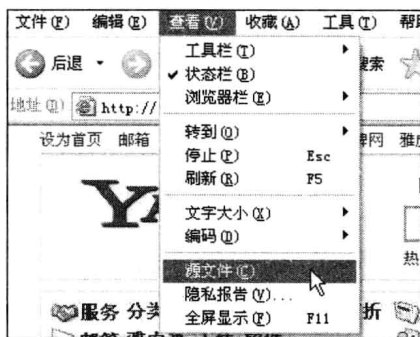 文件(F) 编辑(E) 查看(V) 收藏(A) 工具(T)
后退
地址(D) http://
设为首页 邮箱
工具栏(T)
✓ 状态栏(B)
浏览器栏(E)
转到(O)
停止(P) Esc
刷新(R) F5
文字大小(X)
编码(D)
源文件(C)
隐私报告(V)...
全屏显示(F) F11
服务 分类